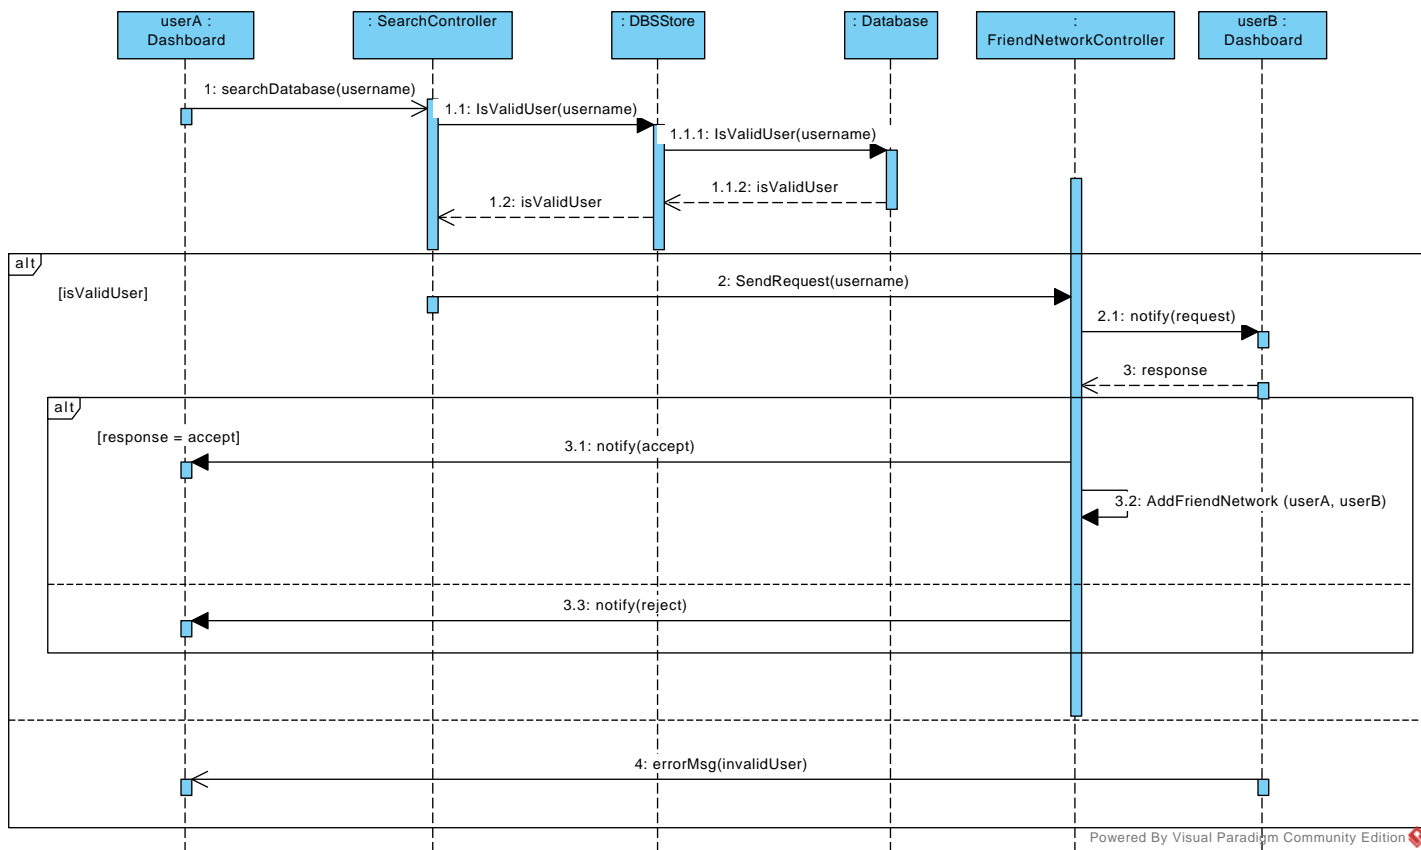 userA :
Dashboard
: SearchController
: DBSStore
: Database
:
FriendNetworkController
userB :
Dashboard
1: searchDatabase(username)
1.1: IsValidUser(username)
1.1.1: IsValidUser(username)
1.1.2: isValidUser
1.2: isValidUser
alt
[isValidUser]
2: SendRequest(username)
2.1: notify(request)
3: response
alt
[response = accept]
3.1: notify(accept)
3.2: AddFriendNetwork (userA, userB)
3.3: notify(reject)
4: errorMsg(invalidUser)
Powered By Visual Paradigm Community Edition